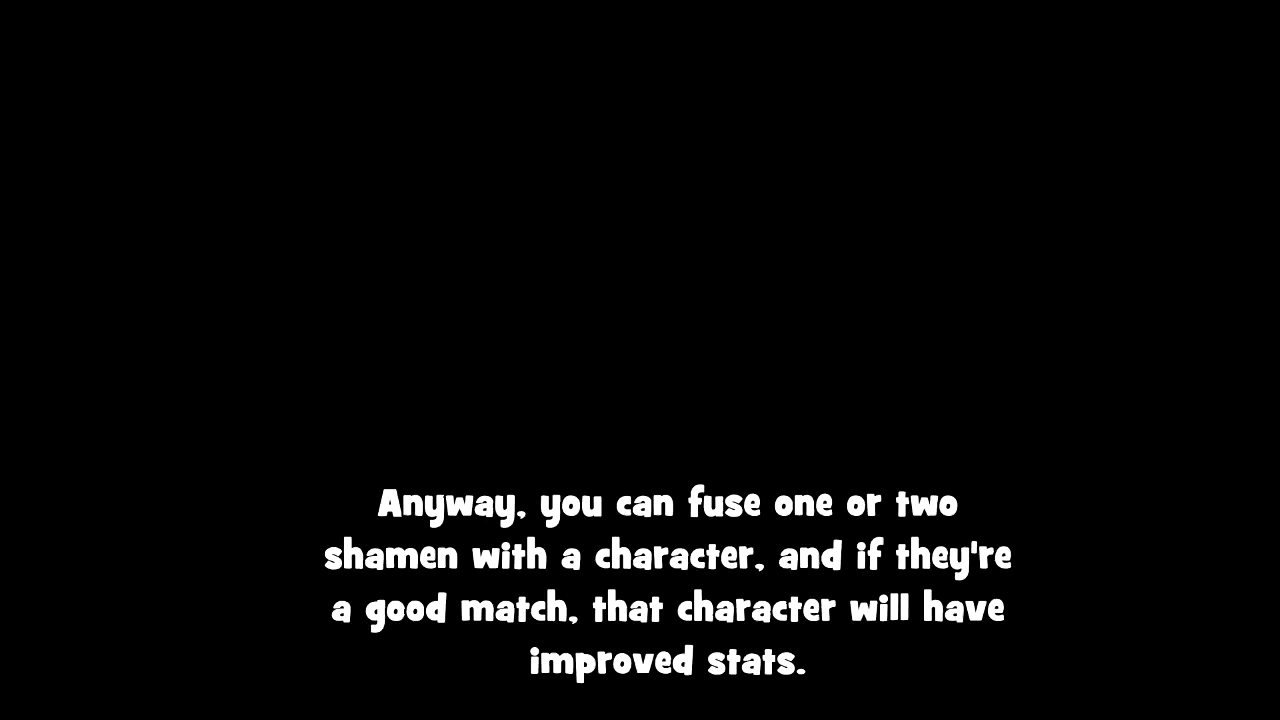 Anyway, you can fuse one or two
shamen with a character, and if they're
a good match, that character will have
improved stats.